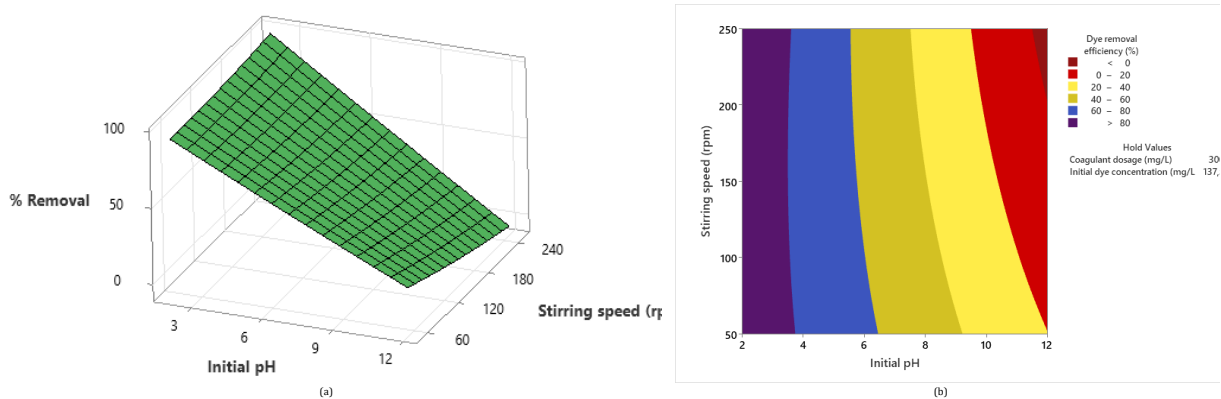 100
50
0
% Removal
3
6
9
12
Initial pH
240
180
120
60
Stirring speed (rp
(a)
250
200
150
100
50
Stirring speed (rpm)
2
4
6
8
10
12
Initial pH
Dye removal
efficiency (%)
< 0
0 – 20
20 – 40
40 – 60
60 – 80
> 80
Hold Values
Coagulant dosage (mg/L) 30
Initial dye concentration (mg/L 137,
(b)